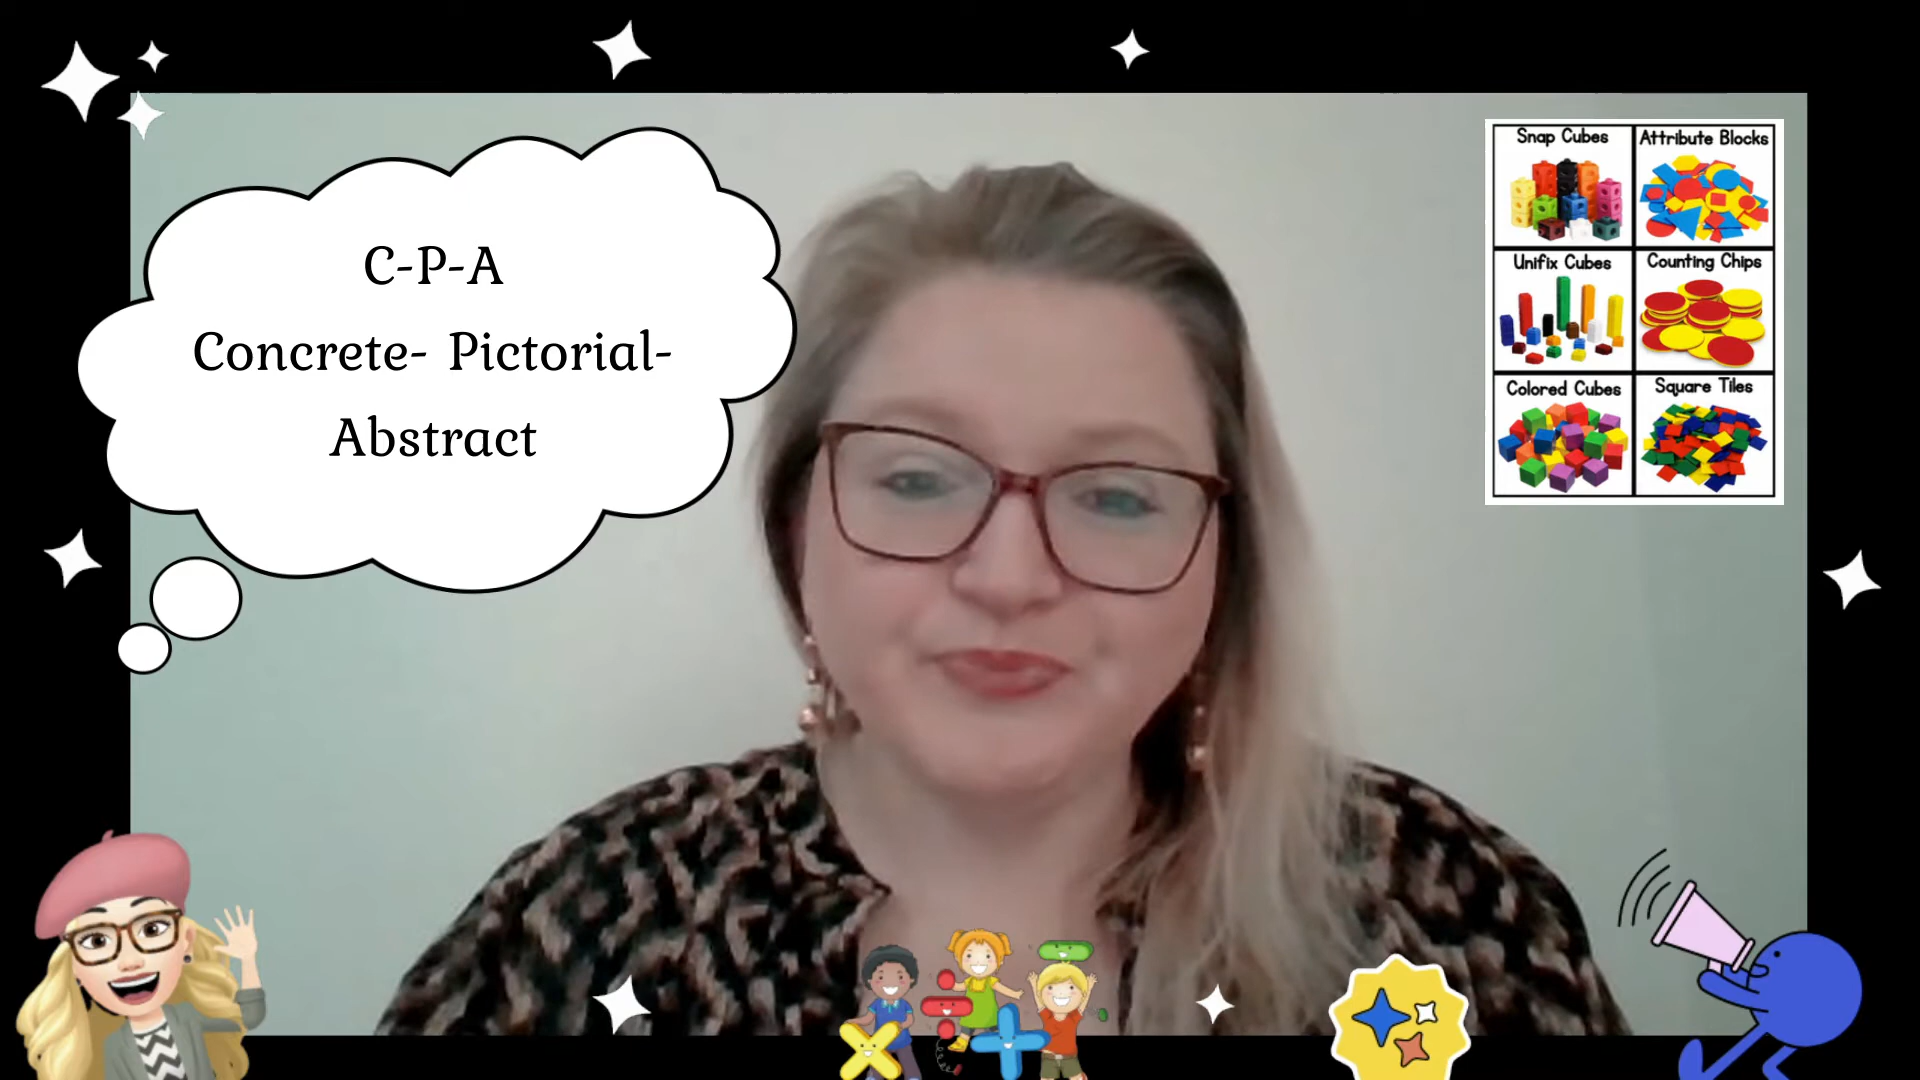 C-P-A
Concrete- Pictorial-
Abstract
Snap Cubes
Attribute Blocks
Unifix Cubes
Counting Chips
Colored Cubes
Square Tiles